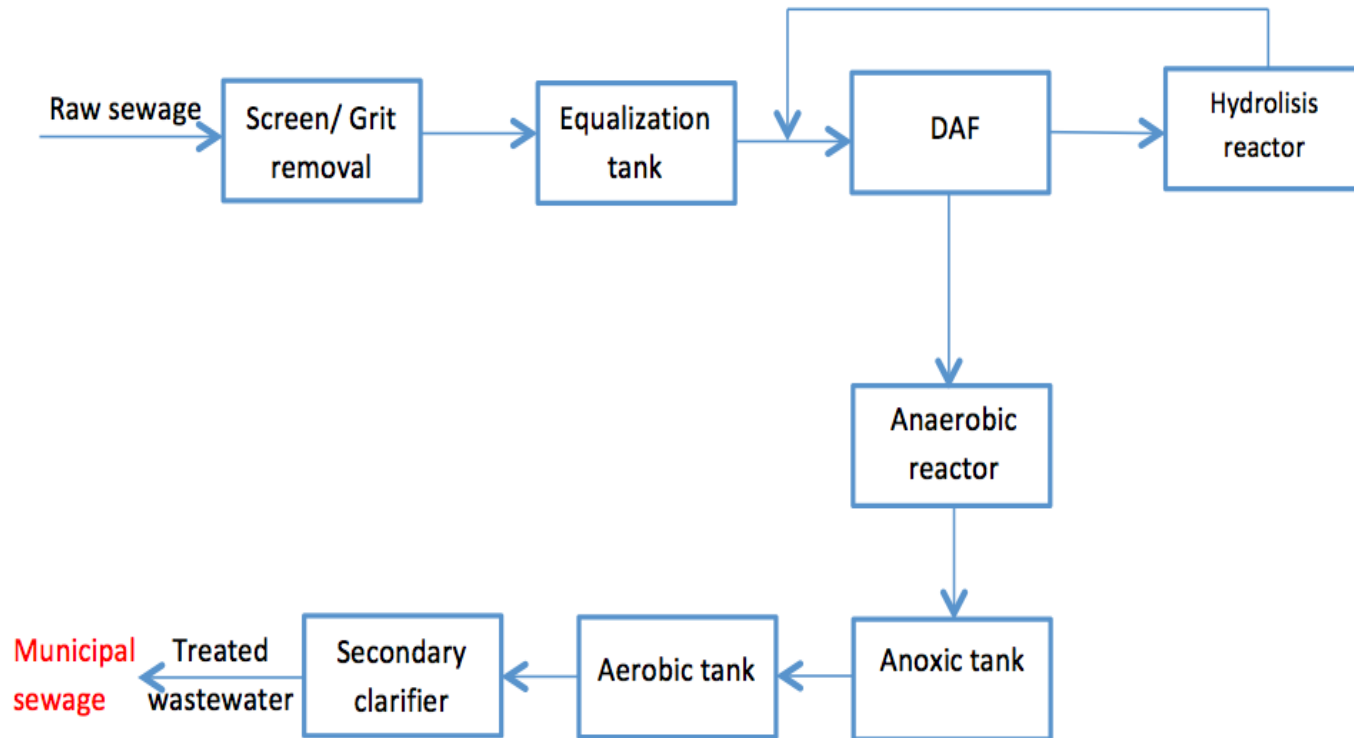 Raw sewage
Screen/ Grit
removal
Equalization
tank
DAF
Hydrolisis
reactor
Anaerobic
reactor
Anoxic tank
Aerobic tank
Secondary
clarifier
Treated
wastewater
Municipal
sewage